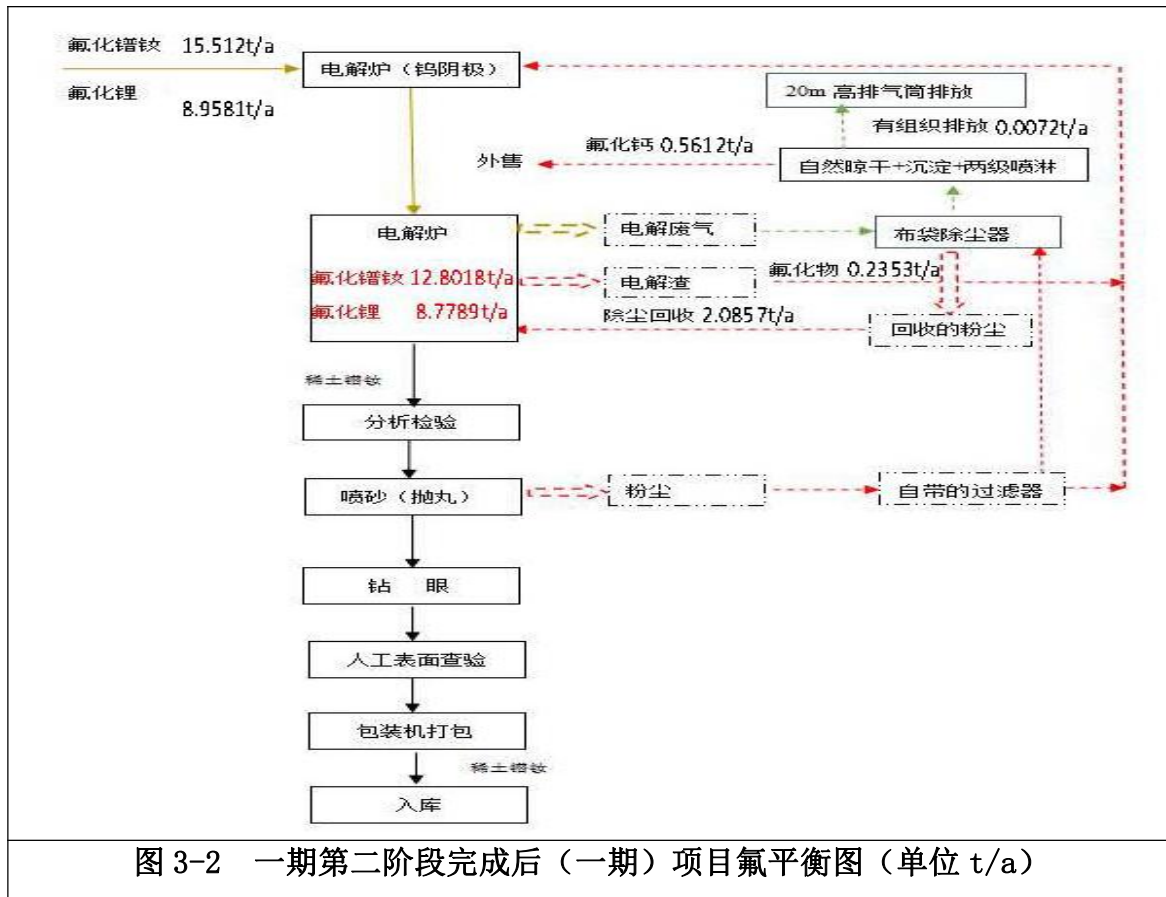 氟化镨钕 15.512t/a
氟化锂
8.9581t/a
电解炉（钨阴极）
20m 高排气筒排放
有组织排放 0.0072t/a
氟化钙 0.5612t/a
外售
自然晾干+沉淀+两级喷淋
电解炉
电解废气
布袋除尘器
氟化镨钕 12.8018t/a
氟化锂 8.7789t/a
电解渣
氟化物 0.2353t/a
除尘回收 2.0857t/a
回收的粉尘
稀土镨钕
分析检验
喷砂（抛丸）
粉尘
自带的过滤器
钻 眼
人工表面查验
包装机打包
稀土镨钕
入库
图 3-2 一期第二阶段完成后（一期）项目氟平衡图（单位 t/a）